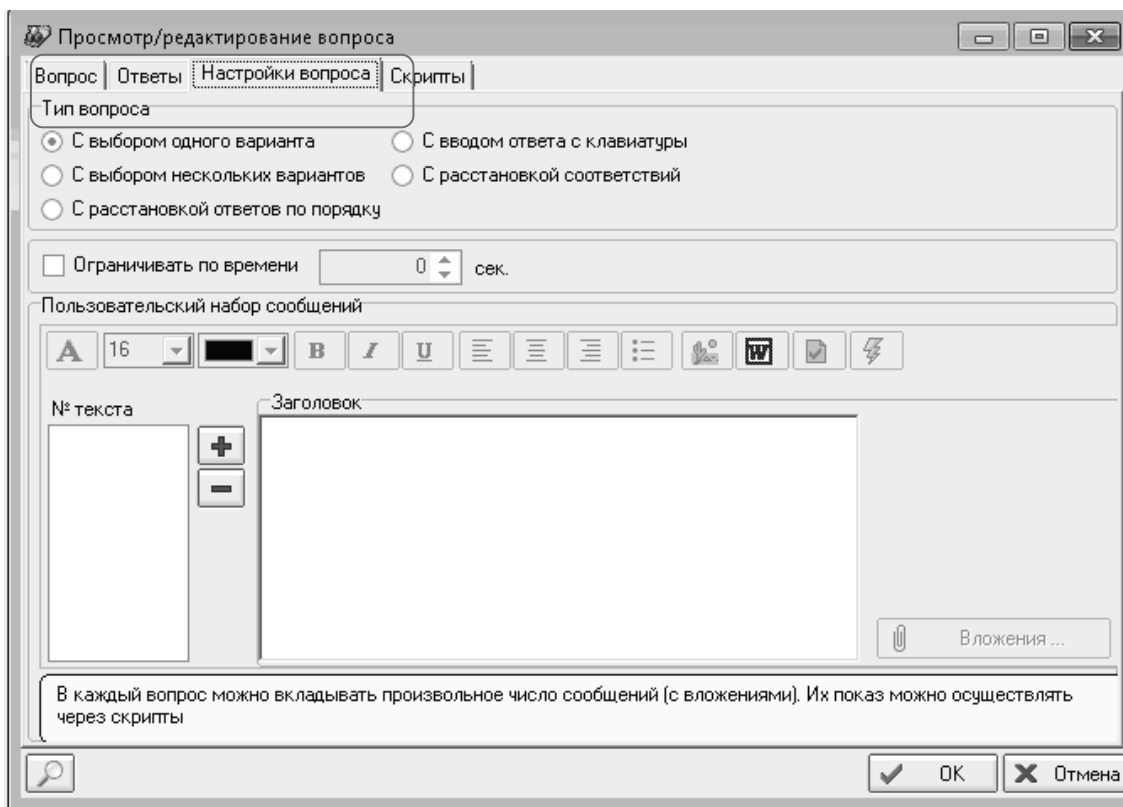 Просмотр/редактирование вопроса
Вопрос Ответы Настройки вопроса Скрипты
Тип вопроса
С выбором одного варианта С вводом ответа с клавиатуры
С выбором нескольких вариантов С расстановкой соответствий
С расстановкой ответов по порядку
Ограничивать по времени 0 сек.
Пользовательский набор сообщений
A 16 B I U W
№ текста Заголовок
Вложения ...
В каждый вопрос можно вкладывать произвольное число сообщений (с вложениями). Их показ можно осуществлять
через скрипты
OK Отмена